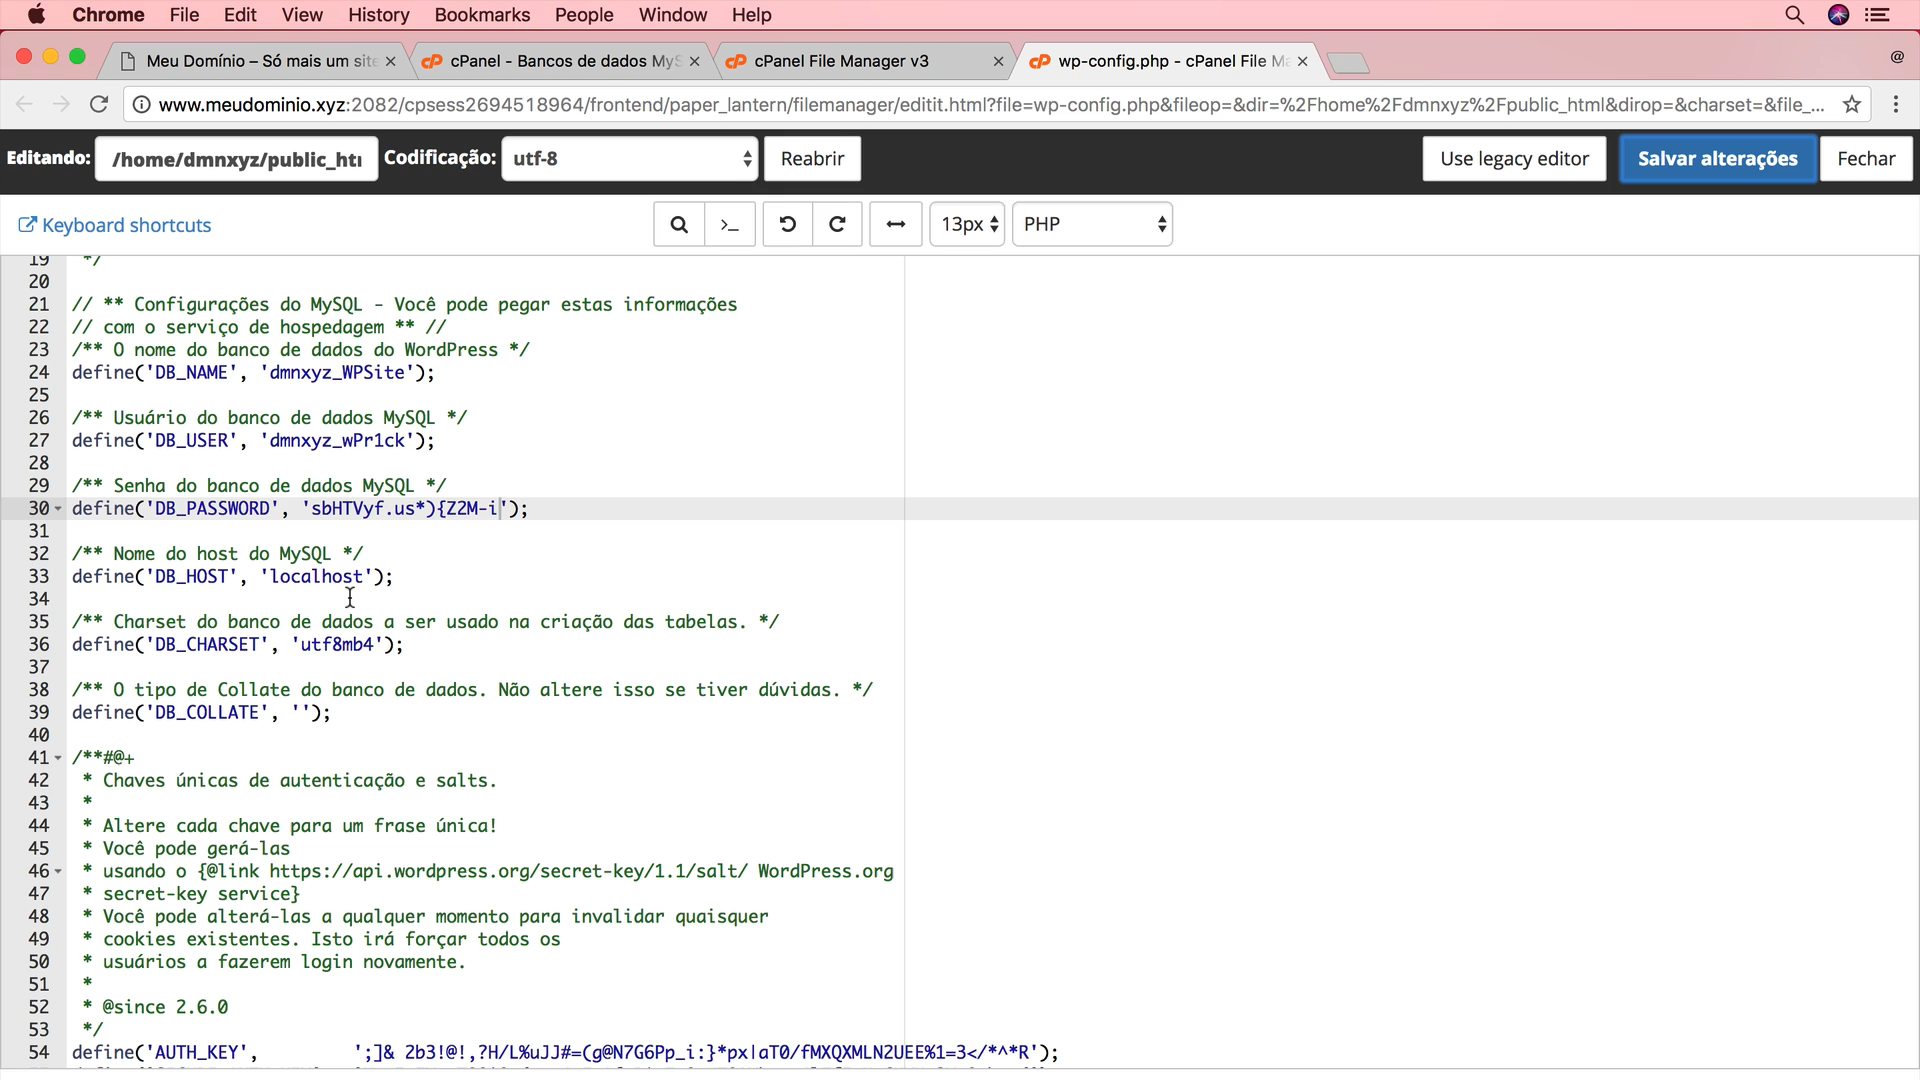 Chrome File Edit View History Bookmarks People Window Help
Meu Domínio – Só mais um site
cPanel - Bancos de dados MyS
cPanel File Manager v3
wp-config.php - cPanel File Ma
www.meudominio.xyz:2082/cpsess2694518964/frontend/paper_lantern/filemanager/editit.html?file=wp-config.php&fileop=&dir=%2Fhome%2Fdmnxyz%2Fpublic_html&dirop=&charset=&file_...
Editando: /home/dmnxyz/public_htı Codificação: utf-8 Reabrir Use legacy editor Salvar alterações Fechar
Keyboard shortcuts >_ 13px PHP
19 */
20
21 // ** Configurações do MySQL - Você pode pegar estas informações
22 // com o serviço de hospedagem ** //
23 /** O nome do banco de dados do WordPress */
24 define('DB_NAME', 'dmnxyz_WPSite');
25
26 /** Usuário do banco de dados MySQL */
27 define('DB_USER', 'dmnxyz_wPr1ck');
28
29 /** Senha do banco de dados MySQL */
30 define('DB_PASSWORD', 'sbHTVyf.us*){Z2M-i');
31
32 /** Nome do host do MySQL */
33 define('DB_HOST', 'localhost');
34
35 /** Charset do banco de dados a ser usado na criação das tabelas. */
36 define('DB_CHARSET', 'utf8mb4');
37
38 /** O tipo de Collate do banco de dados. Não altere isso se tiver dúvidas. */
39 define('DB_COLLATE', '');
40
41 /**#@+
42 * Chaves únicas de autenticação e salts.
43 *
44 * Altere cada chave para um frase única!
45 * Você pode gerá-las
46 * usando o {@link https://api.wordpress.org/secret-key/1.1/salt/ WordPress.org
47 * secret-key service}
48 * Você pode alterá-las a qualquer momento para invalidar quaisquer
49 * cookies existentes. Isto irá forçar todos os
50 * usuários a fazerem login novamente.
51 *
52 * @since 2.6.0
53 */
54 define('AUTH_KEY', ';]& 2b3!@!,?H/L%uJJ#=(g@N7G6Pp_i:}*px|aT0/fMXQXMLN2UEE%1=3</*^*R');